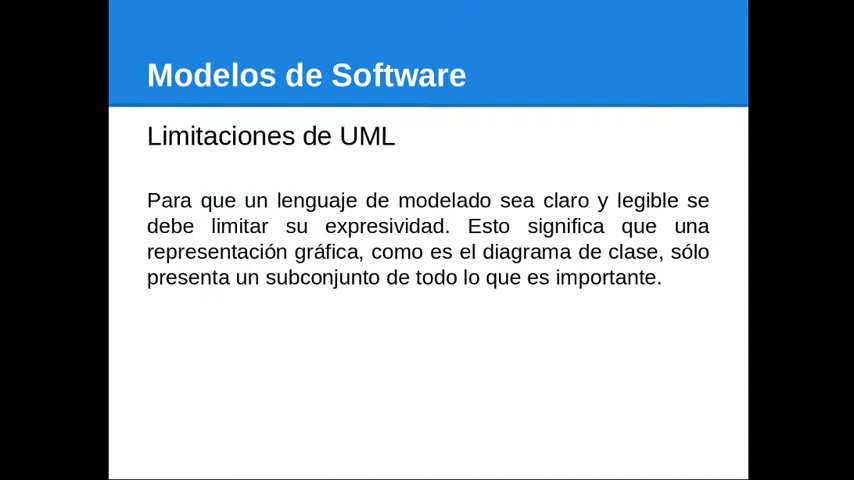 Modelos de Software
Limitaciones de UML
Para que un lenguaje de modelado sea claro y legible se
debe limitar su expresividad. Esto significa que una
representación gráfica, como es el diagrama de clase, sólo
presenta un subconjunto de todo lo que es importante.